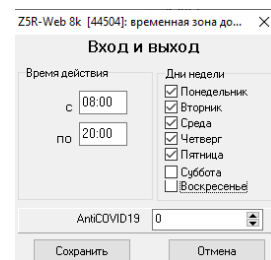 Z5R-Web 8k [44504]: временная зона до...
Вход и выход
Время действия
с 08:00
по 20:00
Дни недели
Понедельник
Вторник
Среда
Четверг
Пятница
Суббота
Воскресенье
AntiCOVID19 0
Сохранить Отмена